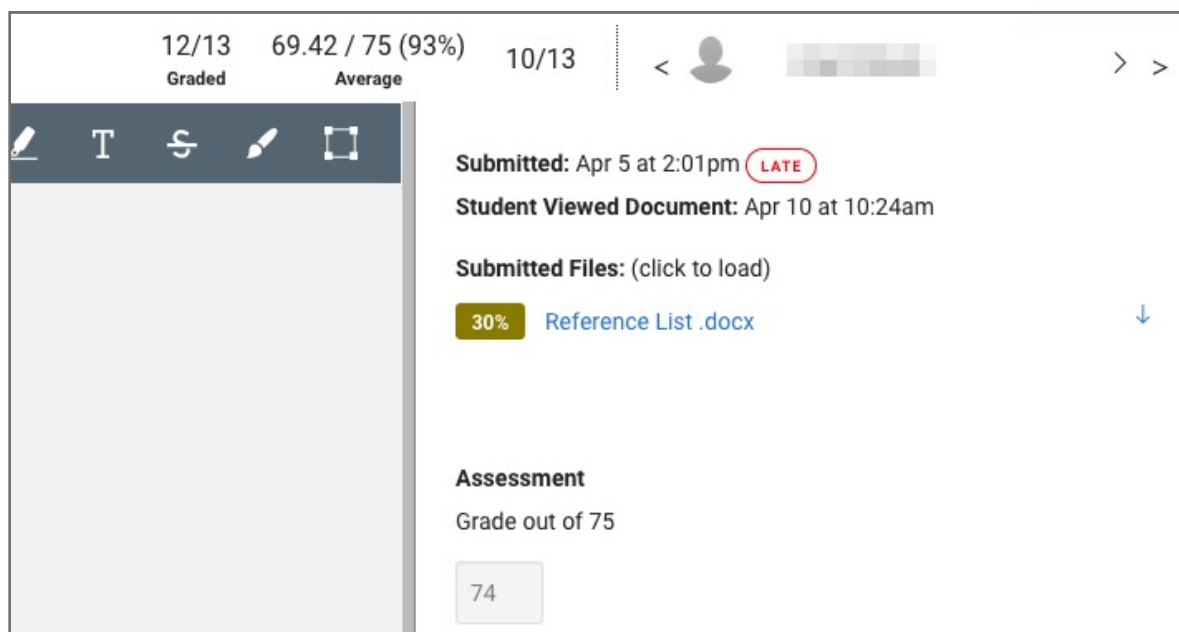 12/13 69.42 / 75 (93%) 10/13
Graded Average
Submitted: Apr 5 at 2:01pm LATE
Student Viewed Document: Apr 10 at 10:24am
Submitted Files: (click to load)
30% Reference List .docx
Assessment
Grade out of 75
74